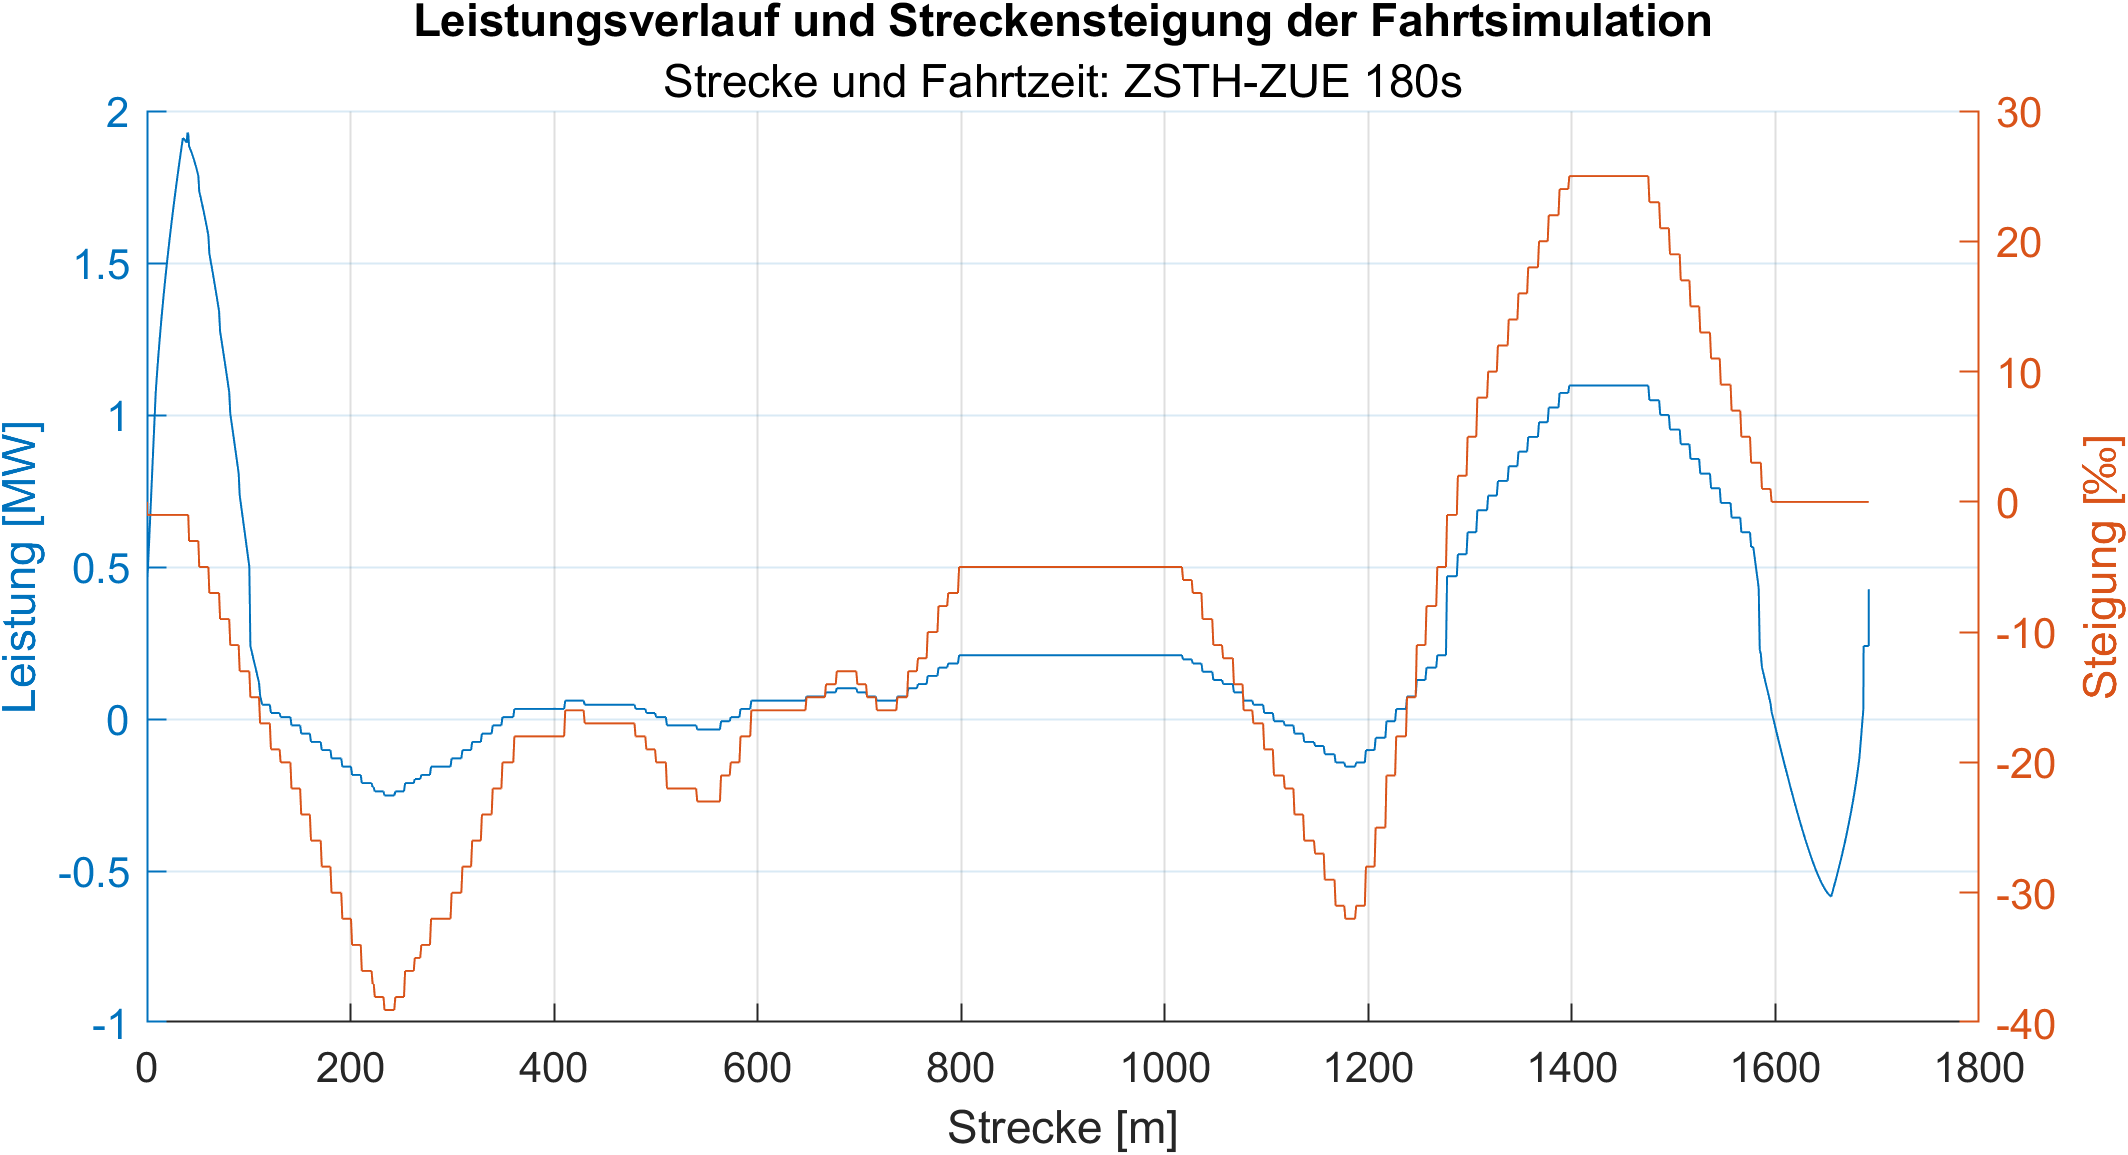 Leistungsverlauf und Streckensteigung der Fahrtsimulation
Strecke und Fahrtzeit: ZSTH-ZUE 180s
Leistung [MW]
2
1.5
1
0.5
0
-0.5
-1
30
20
10
0
-10
-20
-30
-40
Steigung [‰]
0 200 400 600 800 1000 1200 1400 1600 1800
Strecke [m]